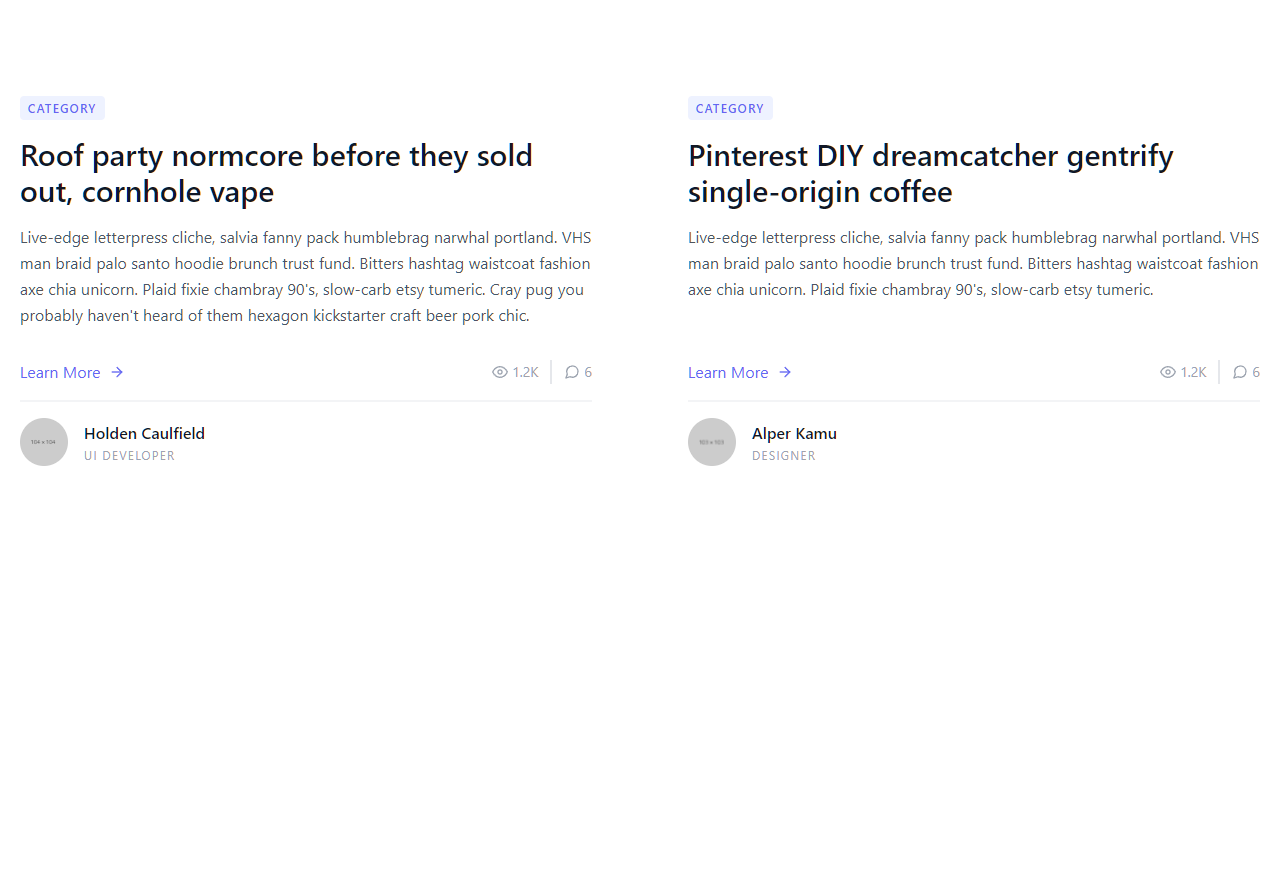 CATEGORY
Roof party normcore before they sold
out, cornhole vape
Live-edge letterpress cliche, salvia fanny pack humblebrag narwhal portland. VHS
man braid palo santo hoodie brunch trust fund. Bitters hashtag waistcoat fashion
axe chia unicorn. Plaid fixie chambray 90's, slow-carb etsy tumeric. Cray pug you
probably haven't heard of them hexagon kickstarter craft beer pork chic.
Learn More
1.2K
6
104 x 104
Holden Caulfield
UI DEVELOPER
CATEGORY
Pinterest DIY dreamcatcher gentrify
single-origin coffee
Live-edge letterpress cliche, salvia fanny pack humblebrag narwhal portland. VHS
man braid palo santo hoodie brunch trust fund. Bitters hashtag waistcoat fashion
axe chia unicorn. Plaid fixie chambray 90's, slow-carb etsy tumeric.
Learn More
1.2K
6
Alper Kamu
DESIGNER